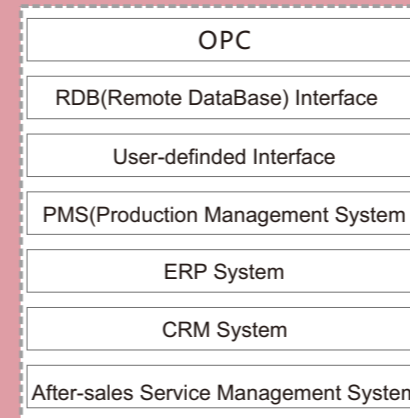 OPC
RDB(Remote DataBase) Interface
User-definded Interface
PMS(Production Management System
ERP System
CRM System
After-sales Service Management System